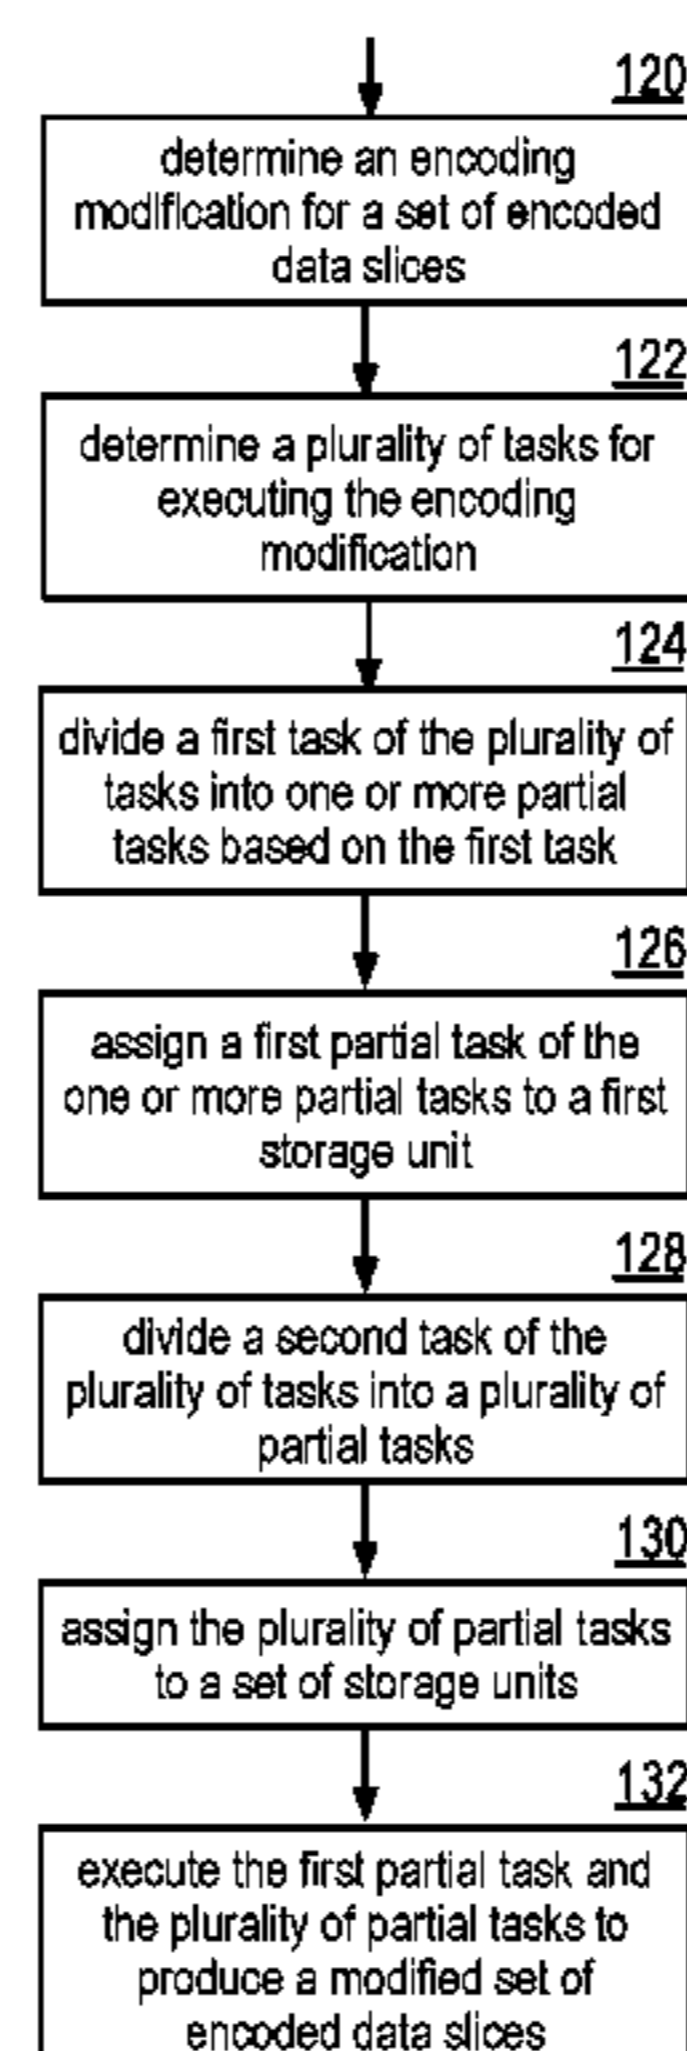 120
determine an encoding
modification for a set of encoded
data slices
122
determine a plurality of tasks for
executing the encoding
modification
124
divide a first task of the plurality of
tasks into one or more partial
tasks based on the first task
126
assign a first partial task of the
one or more partial tasks to a first
storage unit
128
divide a second task of the
plurality of tasks into a plurality of
partial tasks
130
assign the plurality of partial tasks
to a set of storage units
132
execute the first partial task and
the plurality of partial tasks to
produce a modified set of
encoded data slices